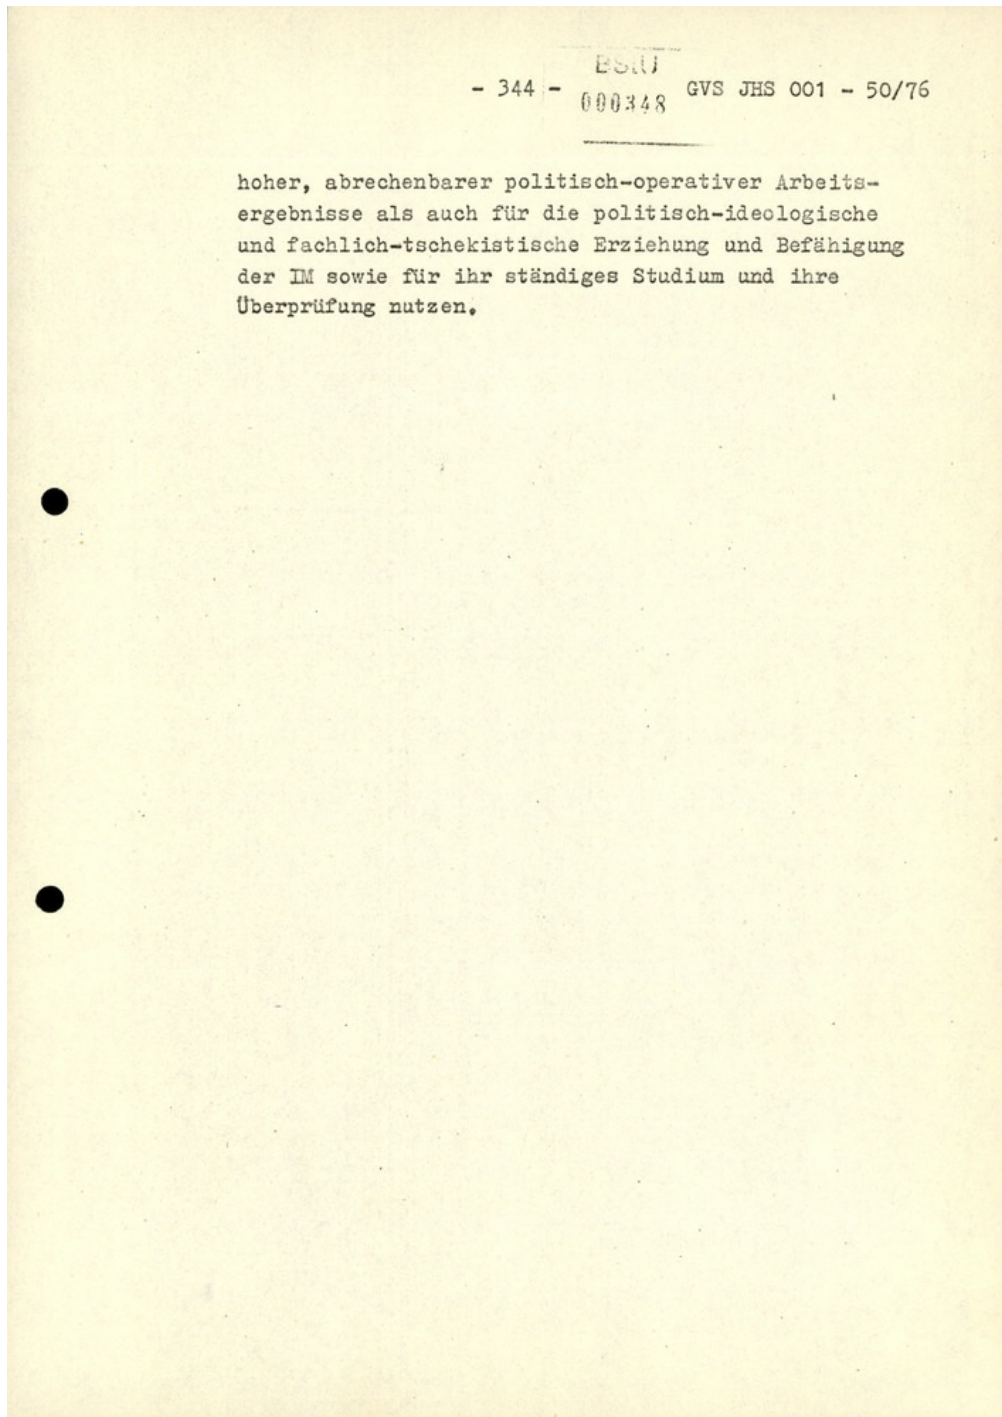 BStU
- 344 - 000348 GVS JHS 001 - 50/76
hoher, abrechenbarer politisch-operativer Arbeits-
ergebnisse als auch für die politisch-ideologische
und fachlich-tschekistische Erziehung und Befähigung
der IM sowie für ihr ständiges Studium und ihre
Überprüfung nutzen.